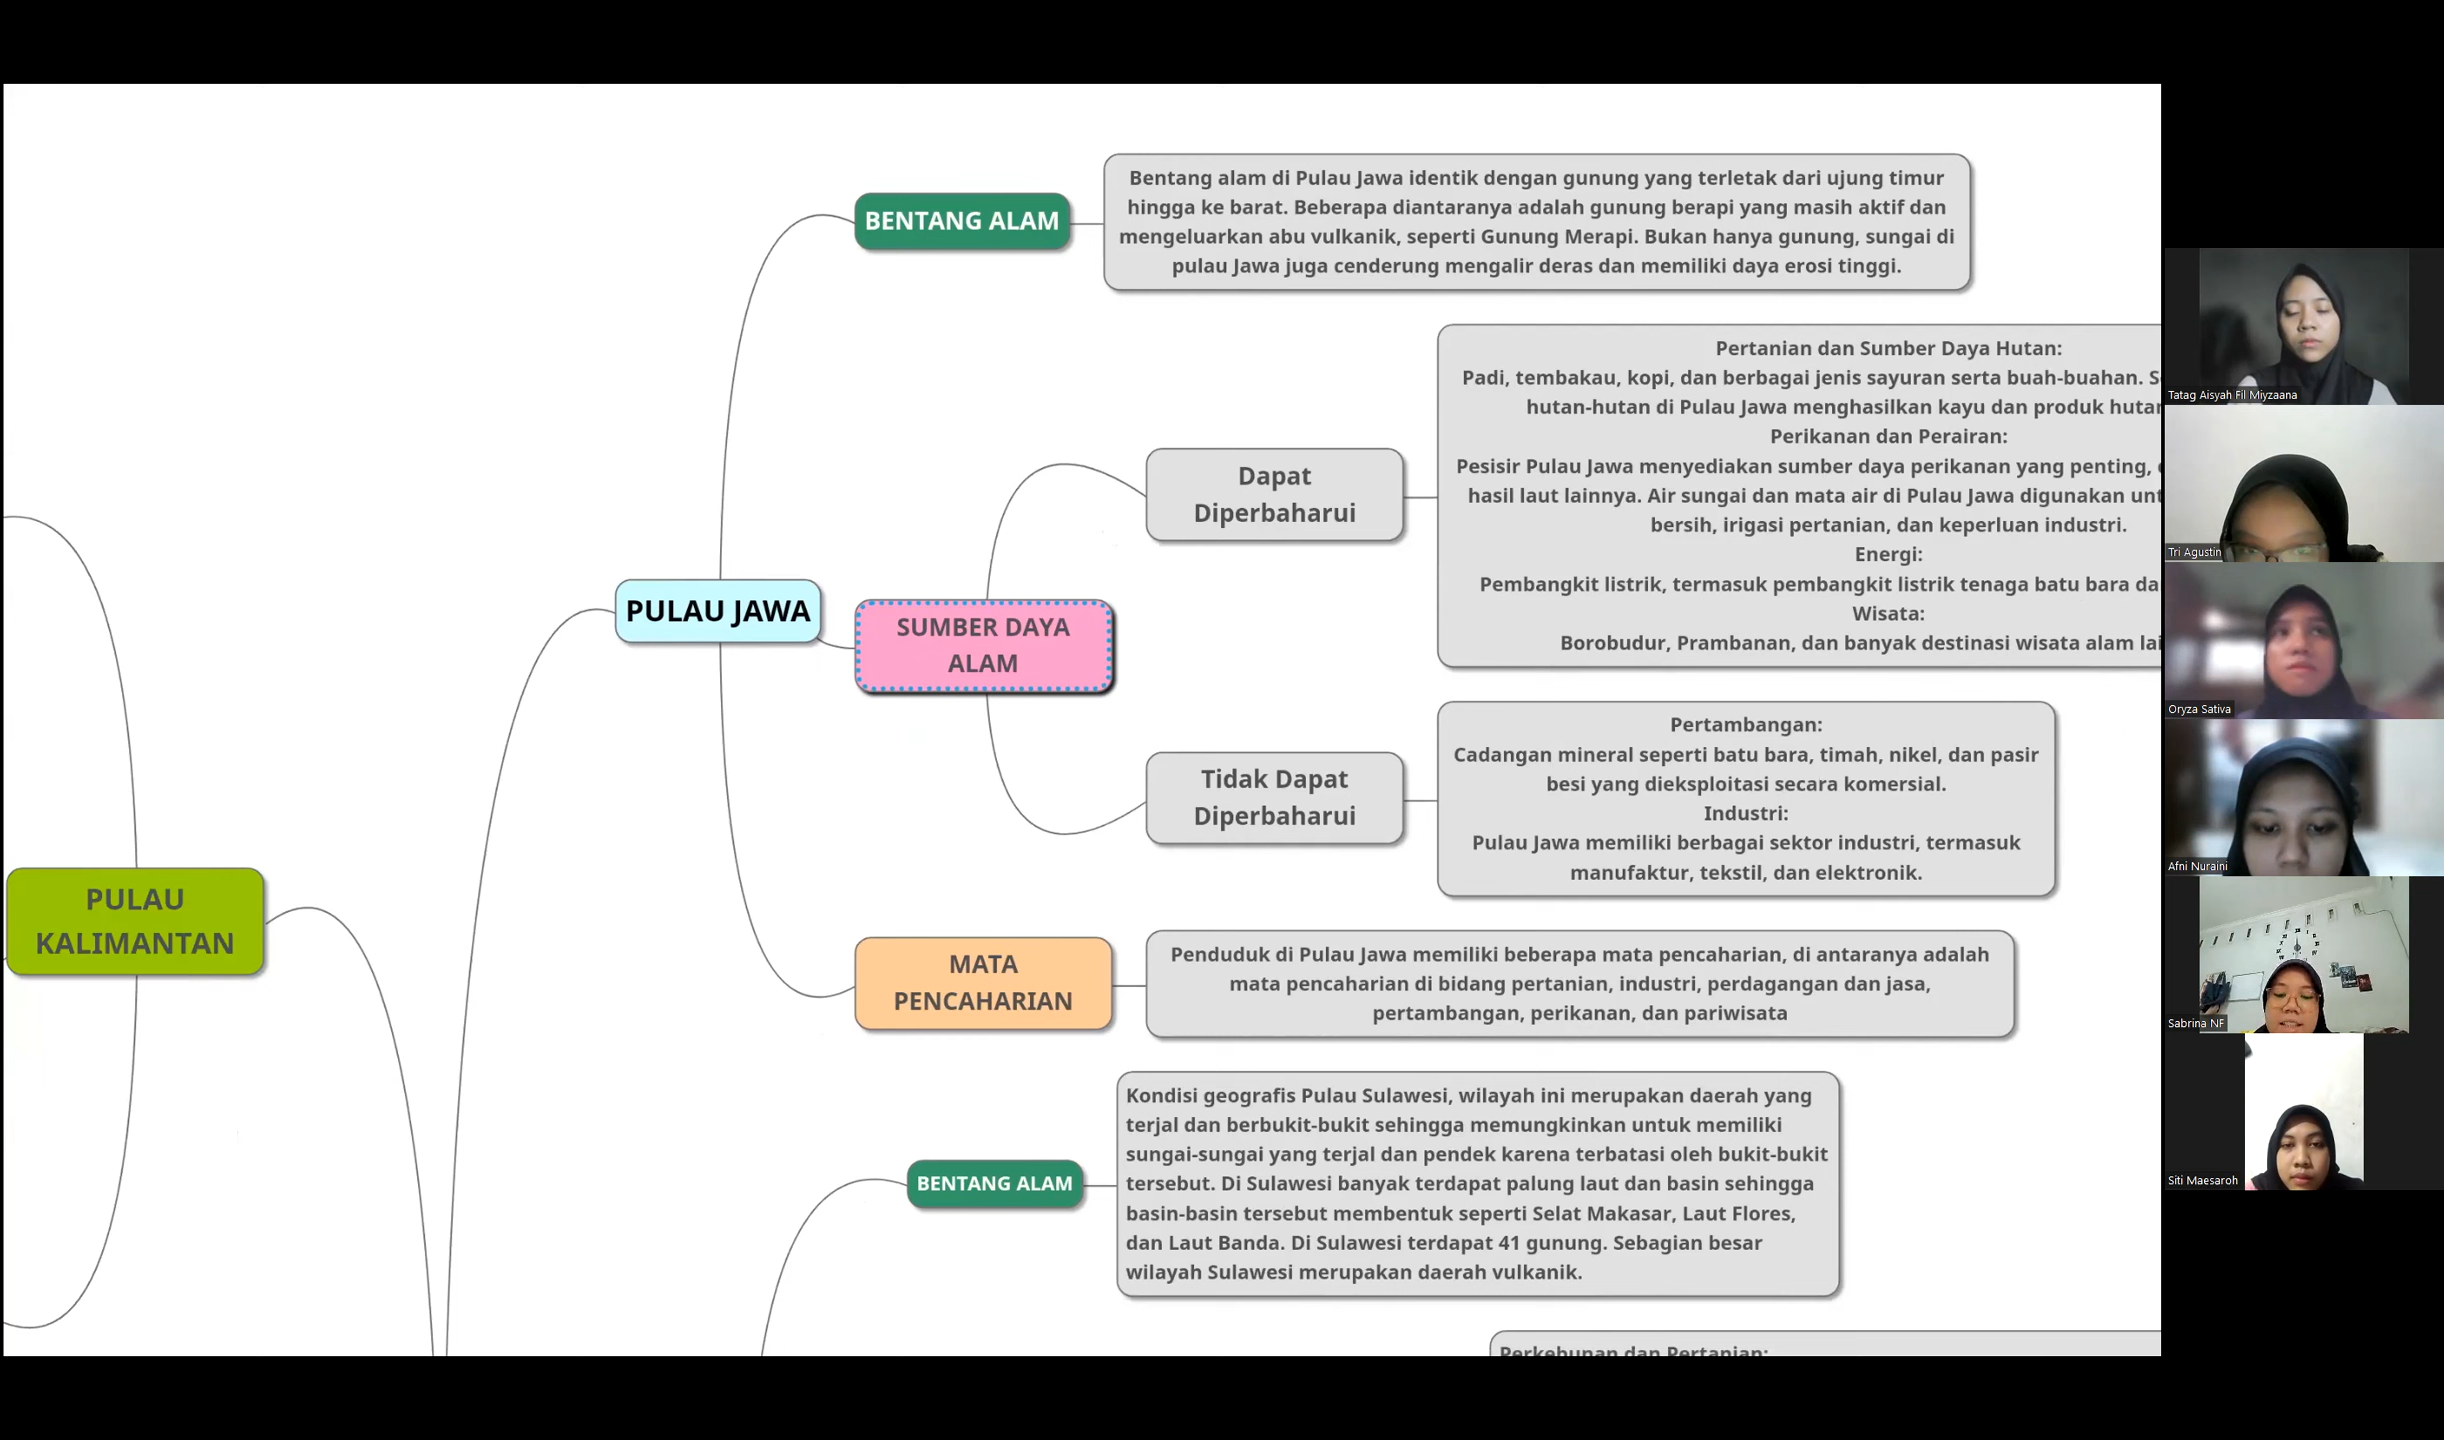 BENTANG ALAM
Bentang alam di Pulau Jawa identik dengan gunung yang terletak dari ujung timur
hingga ke barat. Beberapa diantaranya adalah gunung berapi yang masih aktif dan
mengeluarkan abu vulkanik, seperti Gunung Merapi. Bukan hanya gunung, sungai di
pulau Jawa juga cenderung mengalir deras dan memiliki daya erosi tinggi.
PULAU JAWA
SUMBER DAYA
ALAM
Dapat
Diperbaharui
Pertanian dan Sumber Daya Hutan:
Padi, tembakau, kopi, dan berbagai jenis sayuran serta buah-buahan.
hutan-hutan di Pulau Jawa menghasilkan kayu dan produk
Perikanan dan Perairan:
Pesisir Pulau Jawa menyediakan sumber daya perikanan yang penting,
hasil laut lainnya. Air sungai dan mata air di Pulau Jawa digunakan
bersih, irigasi pertanian, dan keperluan industri.
Energi:
Pembangkit listrik, termasuk pembangkit listrik tenaga batu bara
Wisata:
Borobudur, Prambanan, dan banyak destinasi wisata alam
Tidak Dapat
Diperbaharui
Pertambangan:
Cadangan mineral seperti batu bara, timah, nikel, dan pasir
besi yang dieksploitasi secara komersial.
Industri:
Pulau Jawa memiliki berbagai sektor industri, termasuk
manufaktur, tekstil, dan elektronik.
MATA
PENCAHARIAN
Penduduk di Pulau Jawa memiliki beberapa mata pencaharian, di antaranya adalah
mata pencaharian di bidang pertanian, industri, perdagangan dan jasa,
pertambangan, perikanan, dan pariwisata
PULAU
KALIMANTAN
BENTANG ALAM
Kondisi geografis Pulau Sulawesi, wilayah ini merupakan daerah yang
terjal dan berbukit-bukit sehingga memungkinkan untuk memiliki
sungai-sungai yang terjal dan pendek karena terbatasi oleh bukit-bukit
tersebut. Di Sulawesi banyak terdapat palung laut dan basin sehingga
basin-basin tersebut membentuk seperti Selat Makasar, Laut Flores,
dan Laut Banda. Di Sulawesi terdapat 41 gunung. Sebagian besar
wilayah Sulawesi merupakan daerah vulkanik.
Perkebunan dan Pertanian:
Tatag Aisyah Fil Miyzaana
Tri Agustin
Oryza Sativa
Afni Nuraini
Sabrina NF
Siti Maesaroh